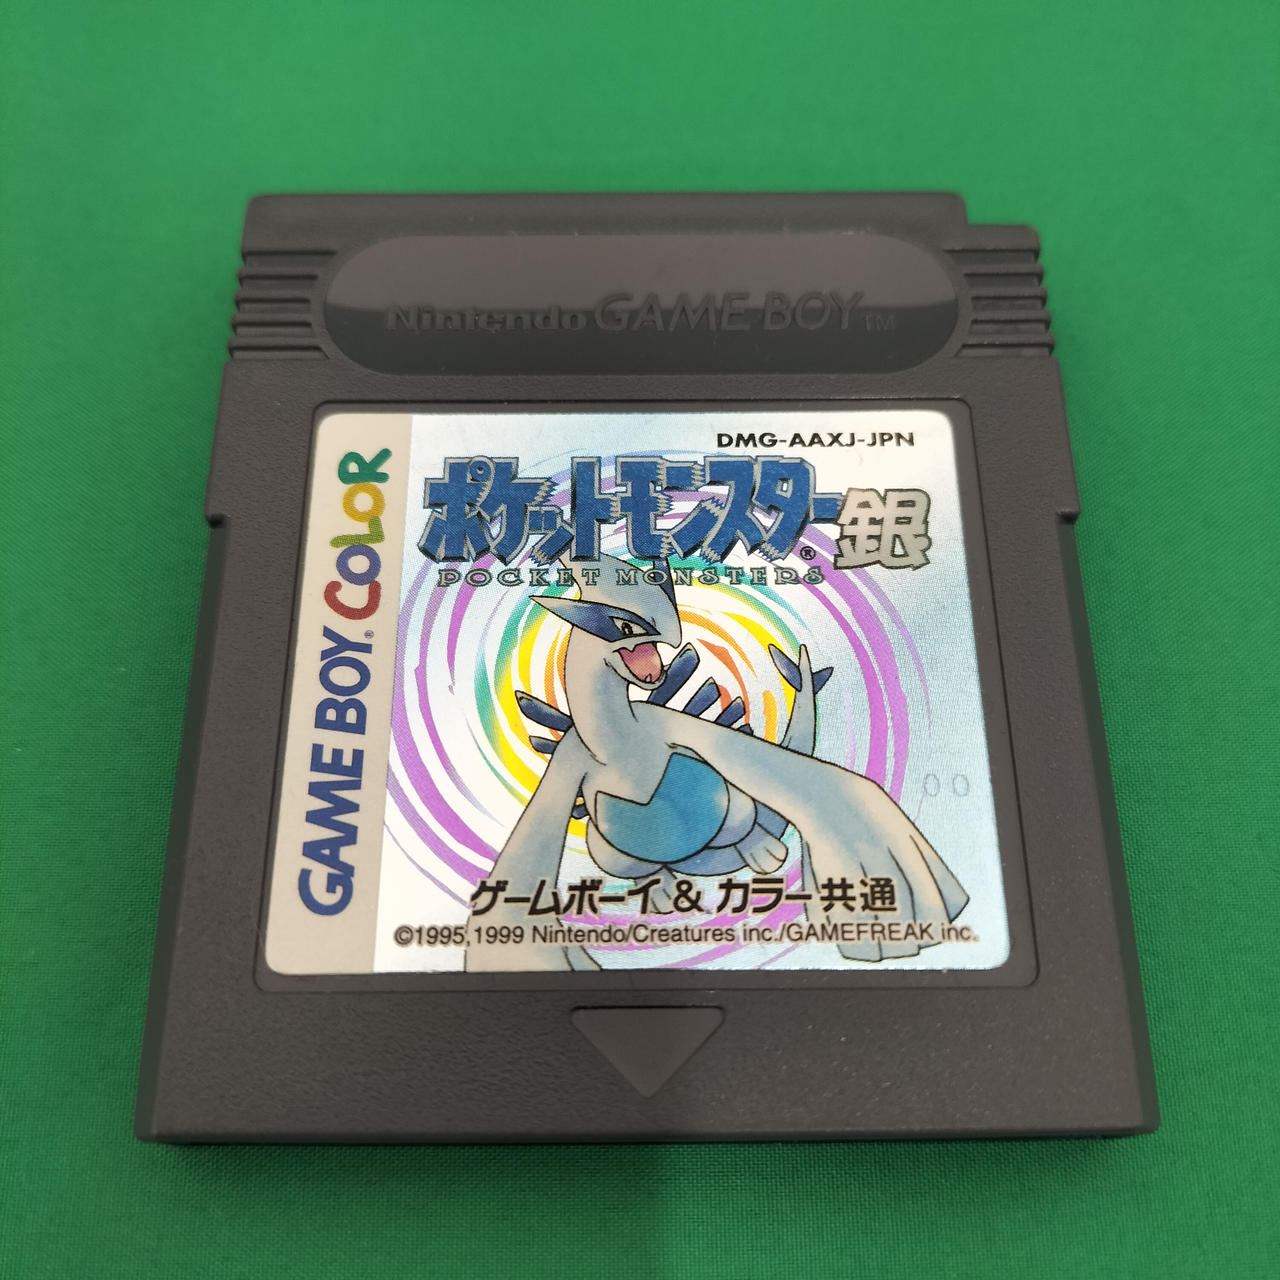 Nintendo GAME BOY™
DMG-AAXJ-JPN
ポケットモンスター®銀
POCKET MONSTERS
GAME BOY® COLOR
00
ゲームボーイ & カラー共通
©1995,1999 Nintendo/Creatures inc./GAMEFREAK inc.